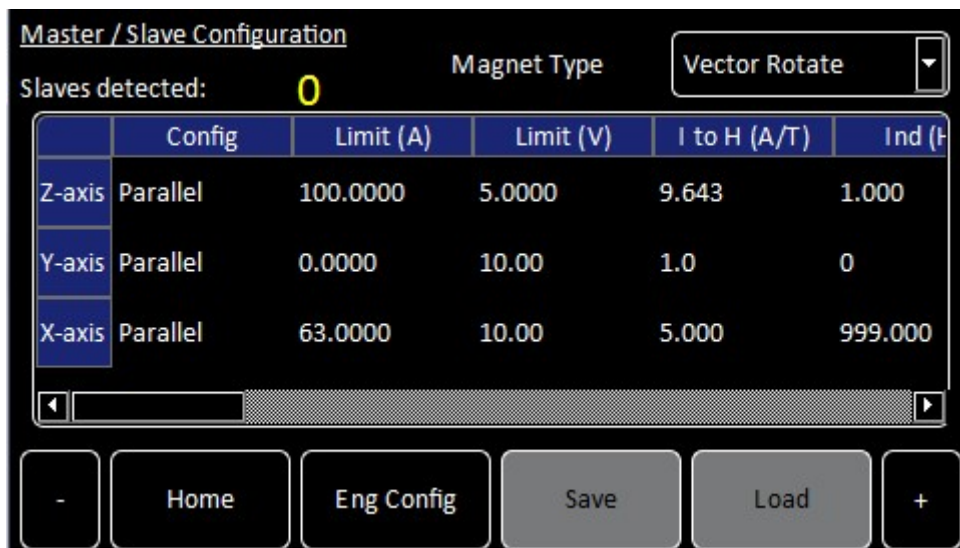 Master / Slave Configuration
Magnet Type Vector Rotate
Slaves detected: 0
Config Limit (A) Limit (V) I to H (A/T) Ind (H
Z-axis Parallel 100.0000 5.0000 9.643 1.000
Y-axis Parallel 0.0000 10.00 1.0 0
X-axis Parallel 63.0000 10.00 5.000 999.000
- Home Eng Config Save Load +